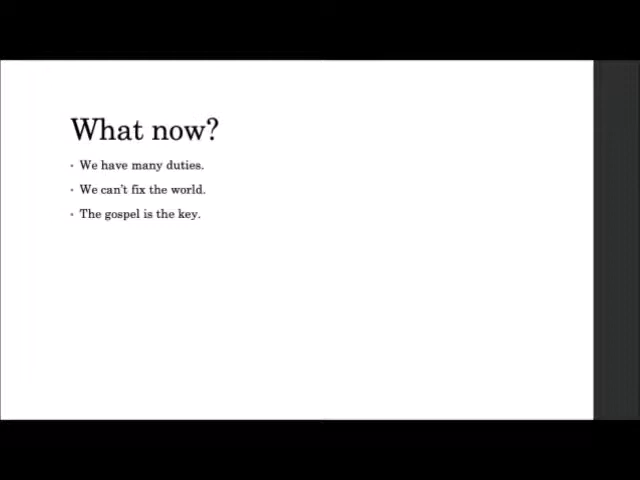 What now?
• We have many duties.
• We can't fix the world.
• The gospel is the key.